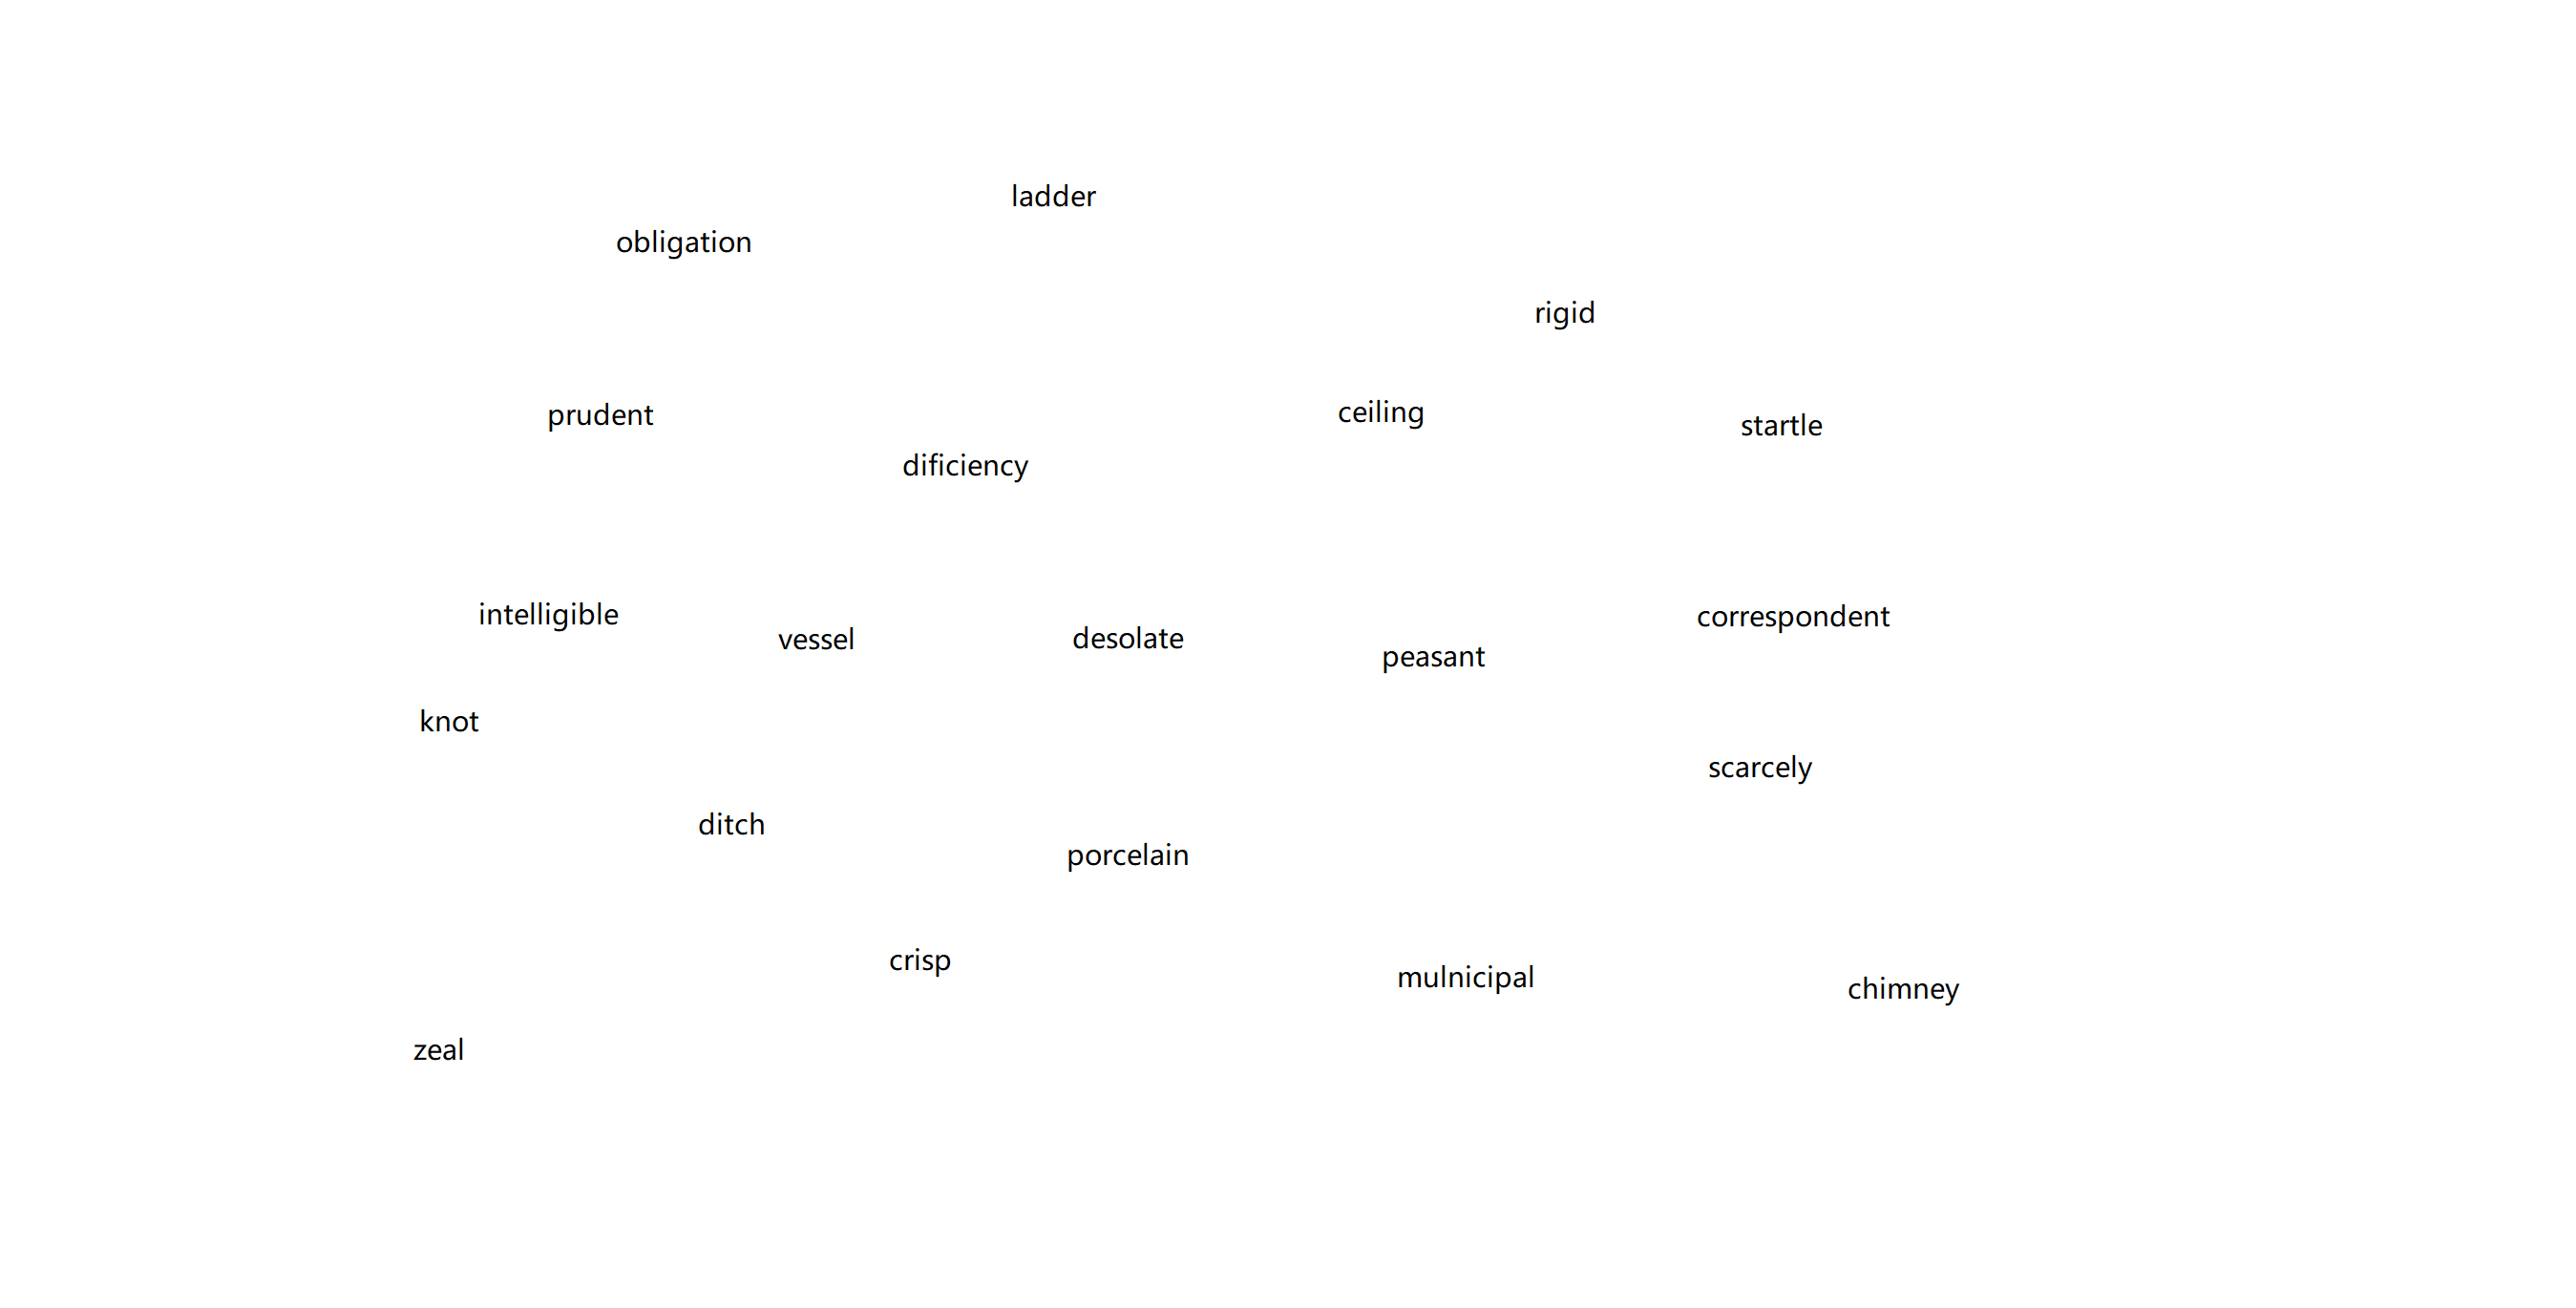 ladder
obligation
rigid
prudent
ceiling
startle
dificiency
intelligible
vessel
desolate
peasant
correspondent
knot
scarcely
ditch
porcelain
crisp
mulnicipal
chimney
zeal